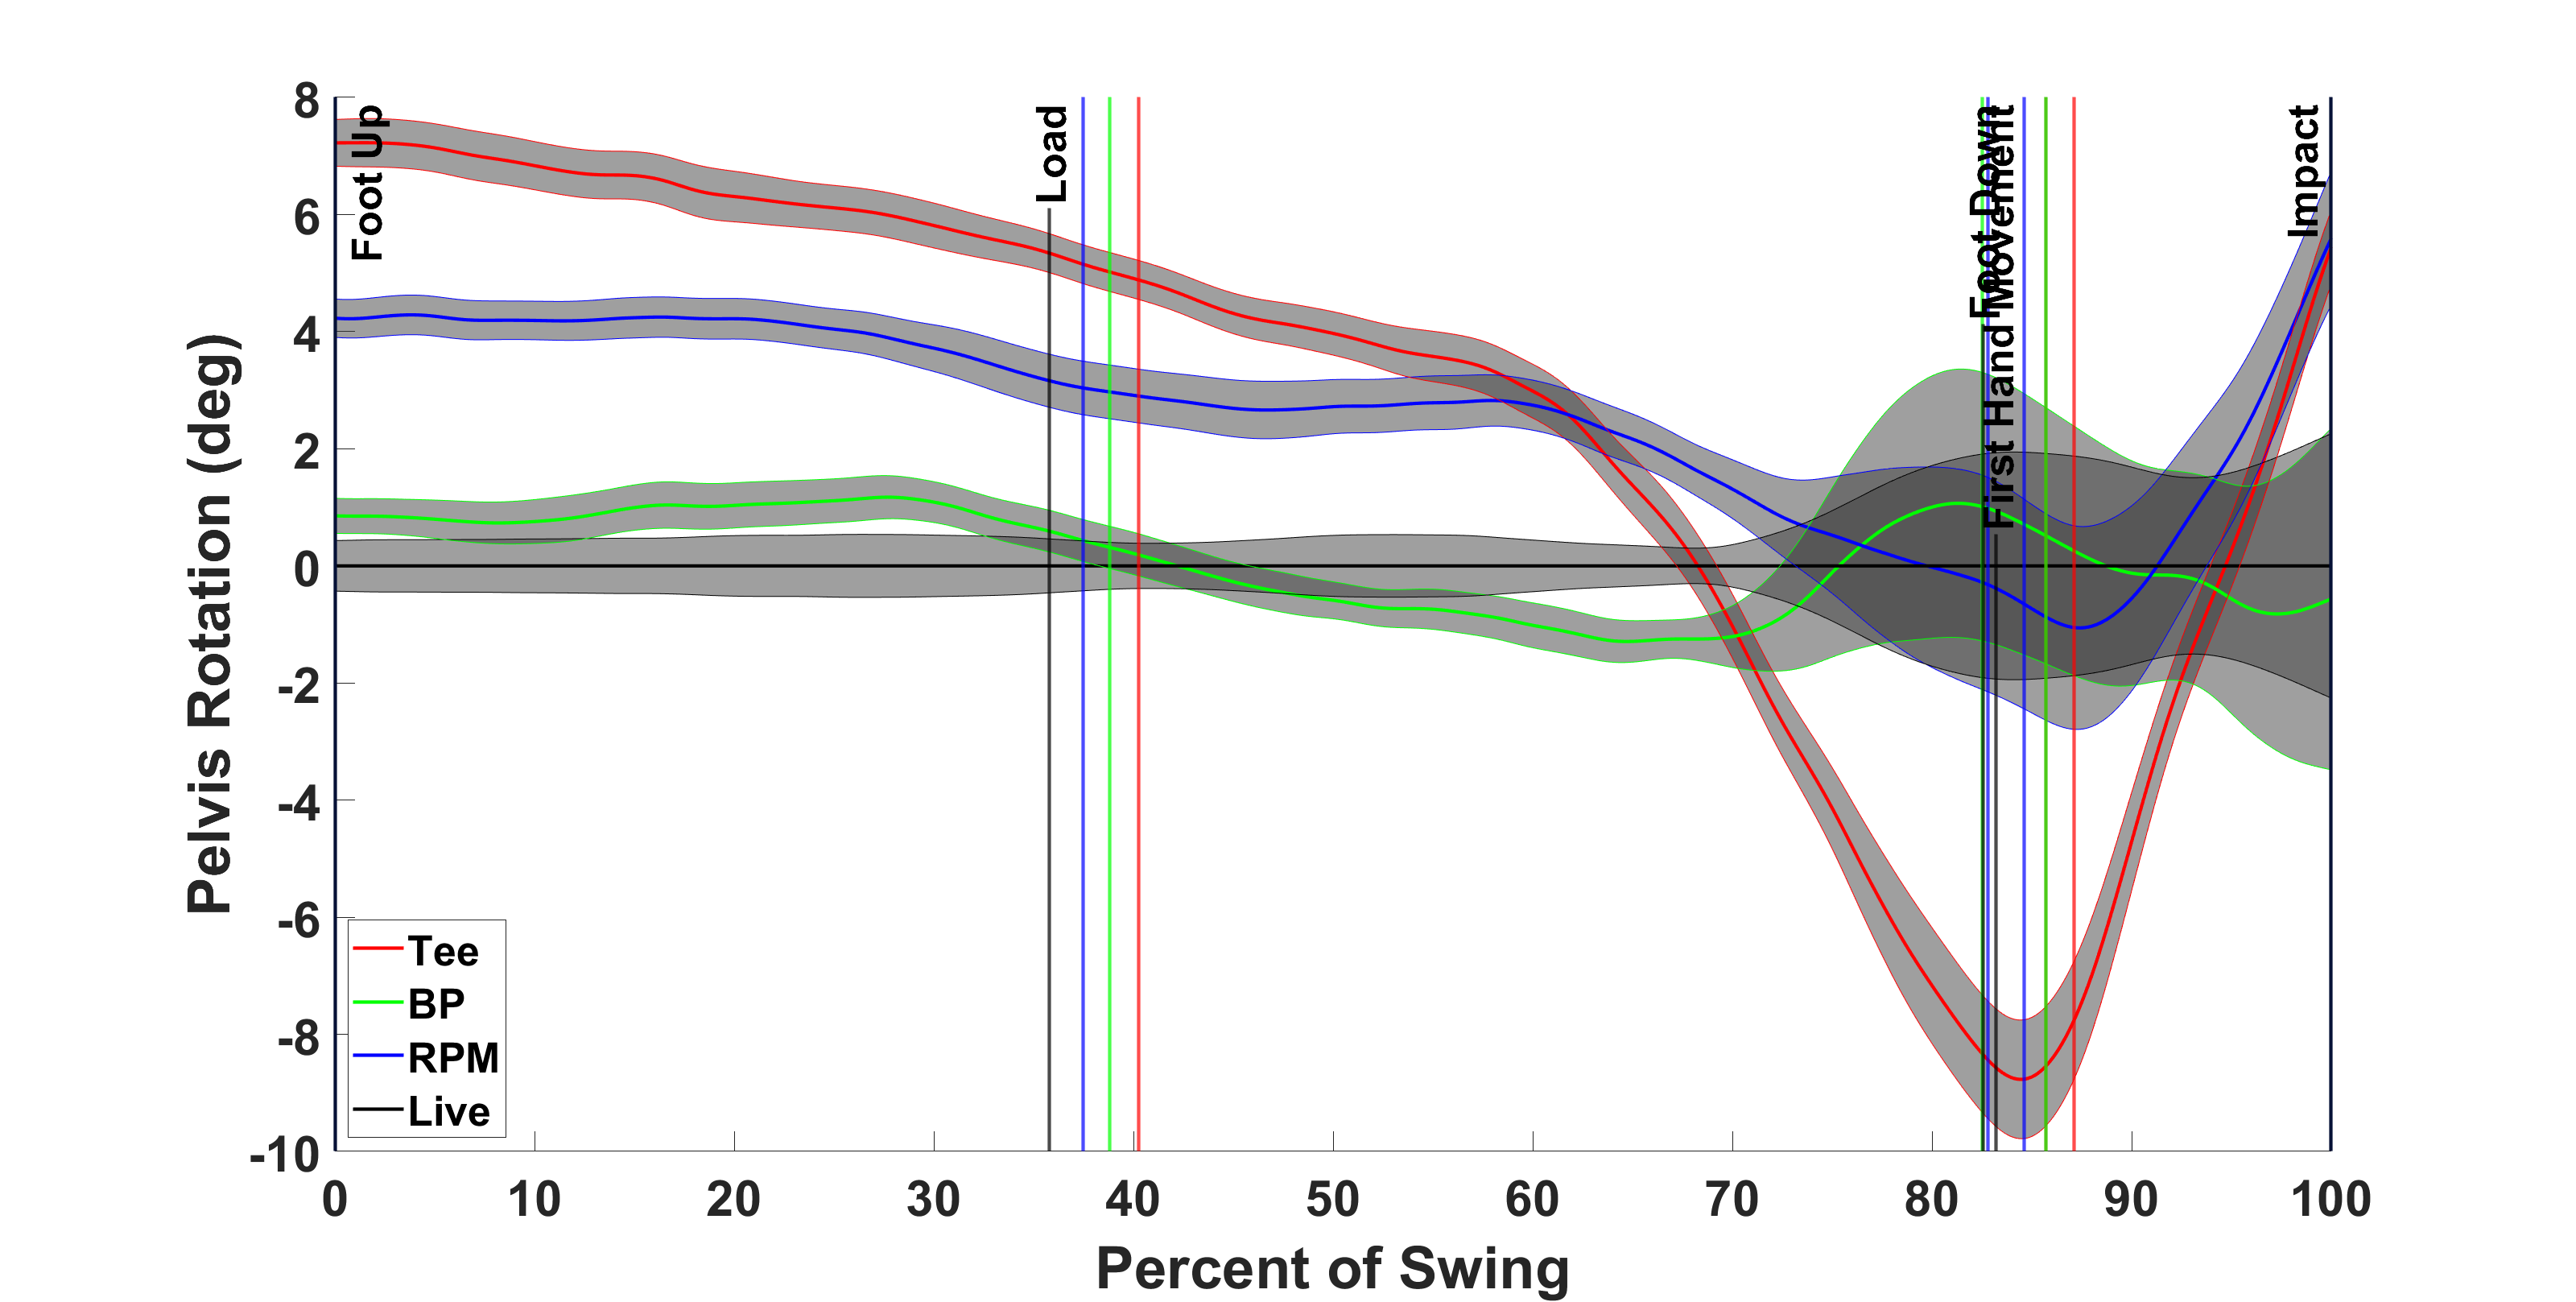 8
6
4
2
0
-2
-4
-6
-8
-10
Pelvis Rotation (deg)
Foot Up
Load
Foot Down
First Hand Movement
Impact
Tee
BP
RPM
Live
0 10 20 30 40 50 60 70 80 90 100
Percent of Swing